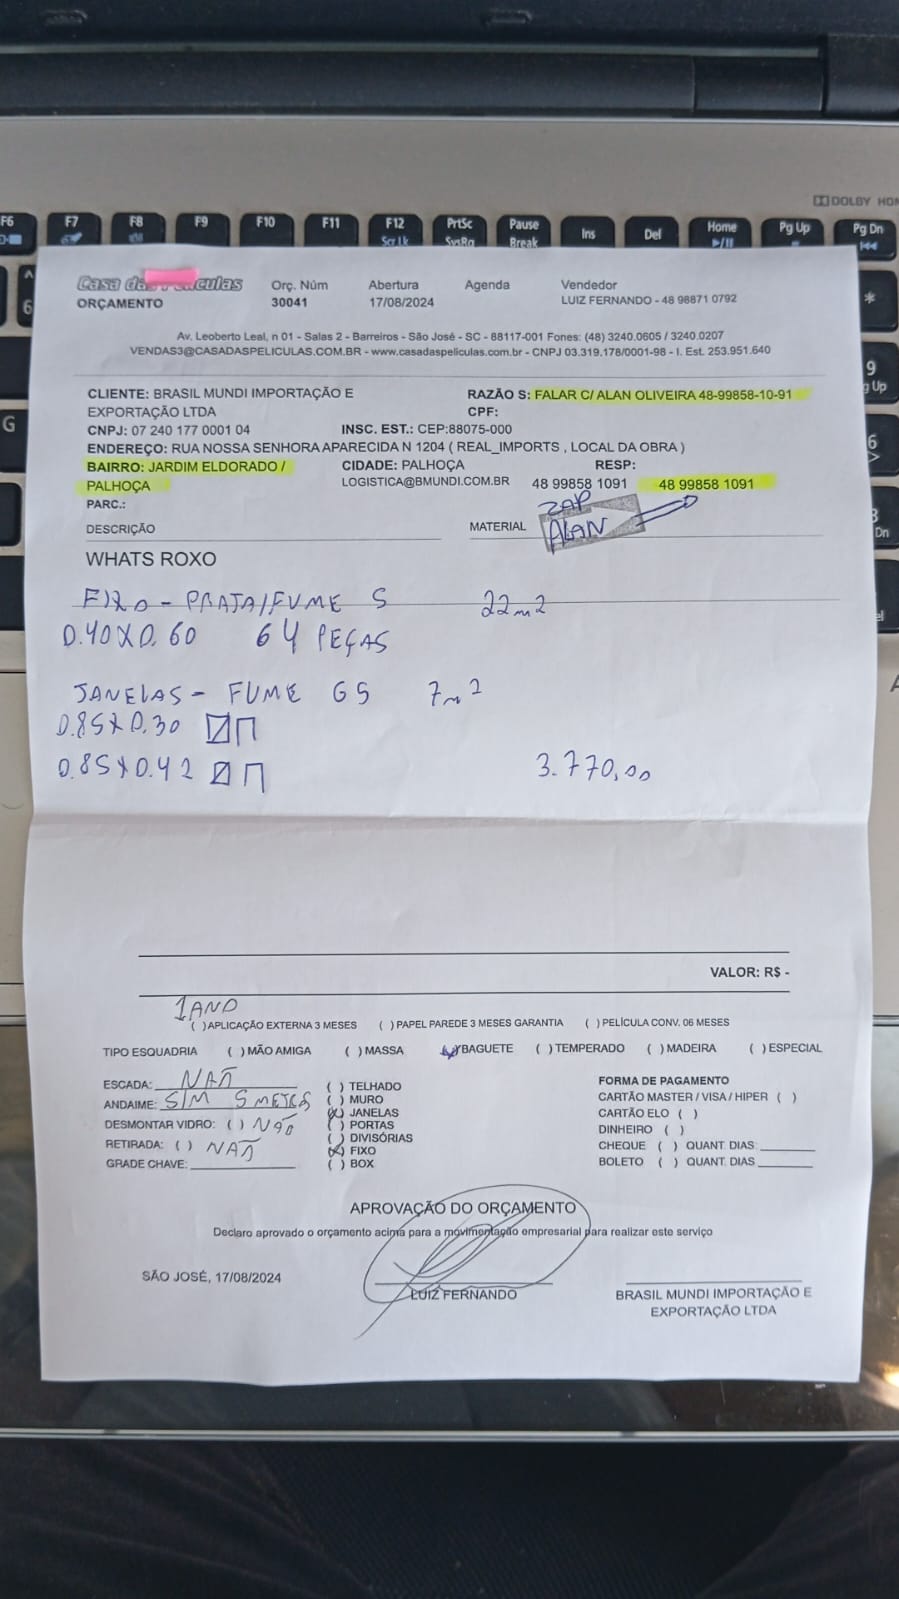 F6 F7 F8 F9 F10 F11 F12 PrtSc Pause Ins Del Home Pg Up Pg Dn
Scr Lk SysRq Break
DOLBY HOM
Casa das Películas
Orç. Núm Abertura Agenda Vendedor
ORÇAMENTO 30041 17/08/2024 LUIZ FERNANDO - 48 98871 0792
Av. Leoberto Leal, n 01 - Salas 2 - Barreiros - São José - SC - 88117-001 Fones: (48) 3240.0605 / 3240.0207
VENDAS3@CASADASPELICULAS.COM.BR - www.casadaspeliculas.com.br - CNPJ 03.319.178/0001-98 - I. Est. 253.951.640
CLIENTE: BRASIL MUNDI IMPORTAÇÃO E RAZÃO S: FALAR C/ ALAN OLIVEIRA 48-99858-10-91
EXPORTAÇÃO LTDA CPF:
CNPJ: 07 240 177 0001 04 INSC. EST.: CEP:88075-000
ENDEREÇO: RUA NOSSA SENHORA APARECIDA N 1204 ( REAL_IMPORTS , LOCAL DA OBRA )
BAIRRO: JARDIM ELDORADO / CIDADE: PALHOÇA RESP:
PALHOÇA LOGISTICA@BMUNDI.COM.BR 48 99858 1091 48 99858 1091
PARC.:
ZAP
ALAN
DESCRIÇÃO MATERIAL
WHATS ROXO
FIXO - PRATA/FUME S 22m2
0.40X0.60 64 PEÇAS
JANELAS - FUME GS 7m2
0.85X0.30
0.85X0.42 3.770,00
VALOR: R$ -
1 AND
( )APLICAÇÃO EXTERNA 3 MESES ( ) PAPEL PAREDE 3 MESES GARANTIA ( ) PELÍCULA CONV. 06 MESES
TIPO ESQUADRIA ( ) MÃO AMIGA ( ) MASSA (X) BAGUETE ( ) TEMPERADO ( ) MADEIRA ( ) ESPECIAL
ESCADA: NAÕ
ANDAIME: SIM 5 METROS
DESMONTAR VIDRO: ( ) NÃO
RETIRADA: ( ) NAÕ
GRADE CHAVE:
( ) TELHADO
( ) MURO
(X) JANELAS
( ) PORTAS
( ) DIVISÓRIAS
(X) FIXO
( ) BOX
FORMA DE PAGAMENTO
CARTÃO MASTER / VISA / HIPER ( )
CARTÃO ELO ( )
DINHEIRO ( )
CHEQUE ( ) QUANT. DIAS:
BOLETO ( ) QUANT. DIAS
APROVAÇÃO DO ORÇAMENTO
Declaro aprovado o orçamento acima para a movimentação empresarial para realizar este serviço
SÃO JOSÉ, 17/08/2024
LUIZ FERNANDO
BRASIL MUNDI IMPORTAÇÃO E
EXPORTAÇÃO LTDA